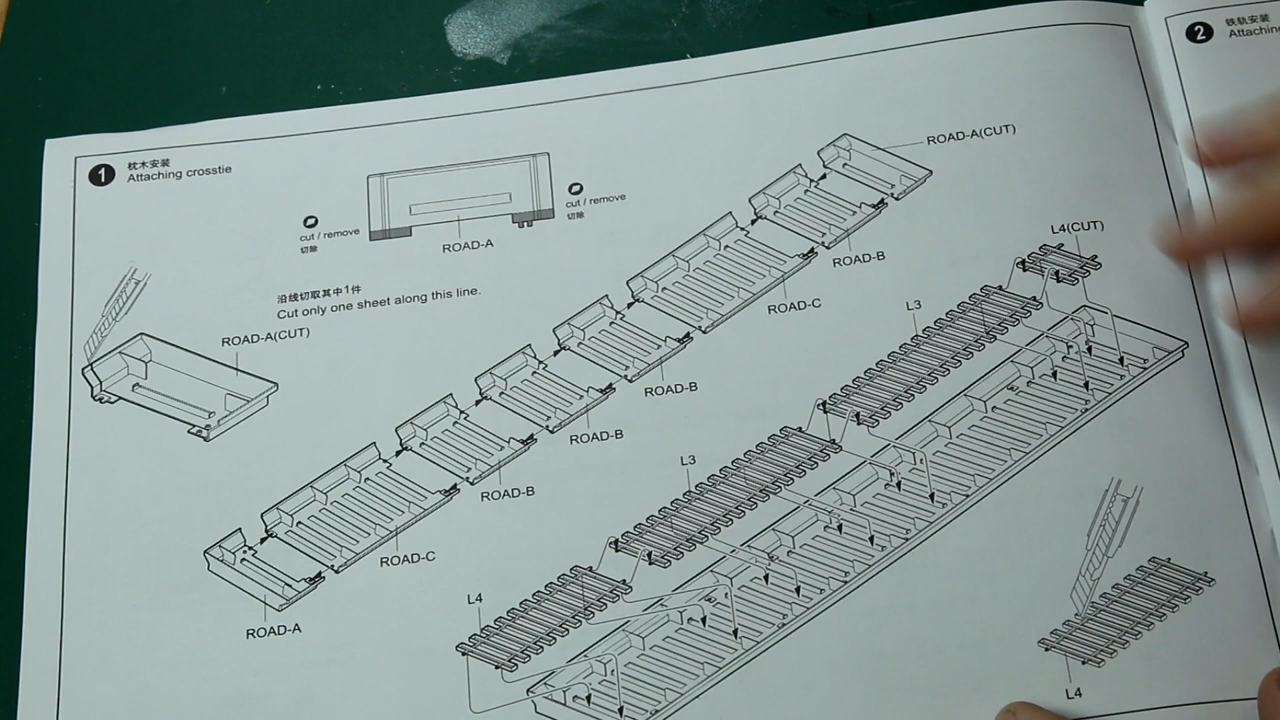 1
枕木安装
Attaching crosstie
cut / remove
切除
ROAD-A
cut / remove
切除
沿线切取其中1件
Cut only one sheet along this line.
ROAD-A(CUT)
ROAD-A(CUT)
ROAD-B
ROAD-C
ROAD-B
ROAD-B
ROAD-B
ROAD-C
ROAD-A
L4(CUT)
L3
L3
L4
L4
2
铁轨安装
Attaching